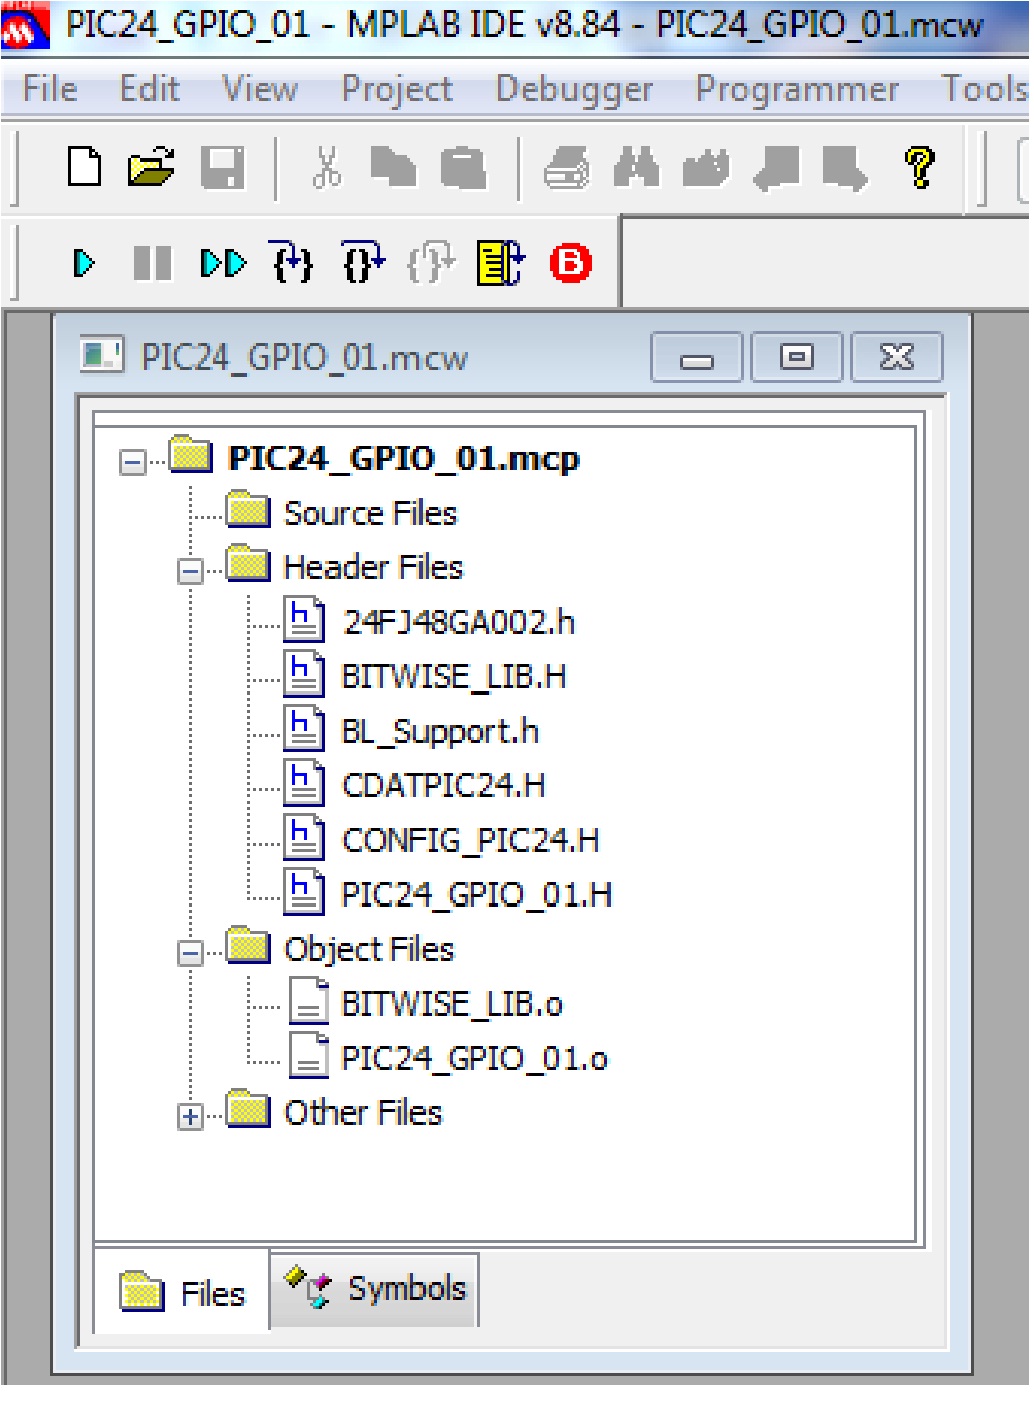 PIC24_GPIO_01 - MPLAB IDE v8.84 - PIC24_GPIO_01.mcw
File Edit View Project Debugger Programmer Tools
PIC24_GPIO_01.mcw
PIC24_GPIO_01.mcp
Source Files
Header Files
24FJ48GA002.h
BITWISE_LIB.H
BL_Support.h
CDATPIC24.H
CONFIG_PIC24.H
PIC24_GPIO_01.H
Object Files
BITWISE_LIB.o
PIC24_GPIO_01.o
Other Files
Files Symbols